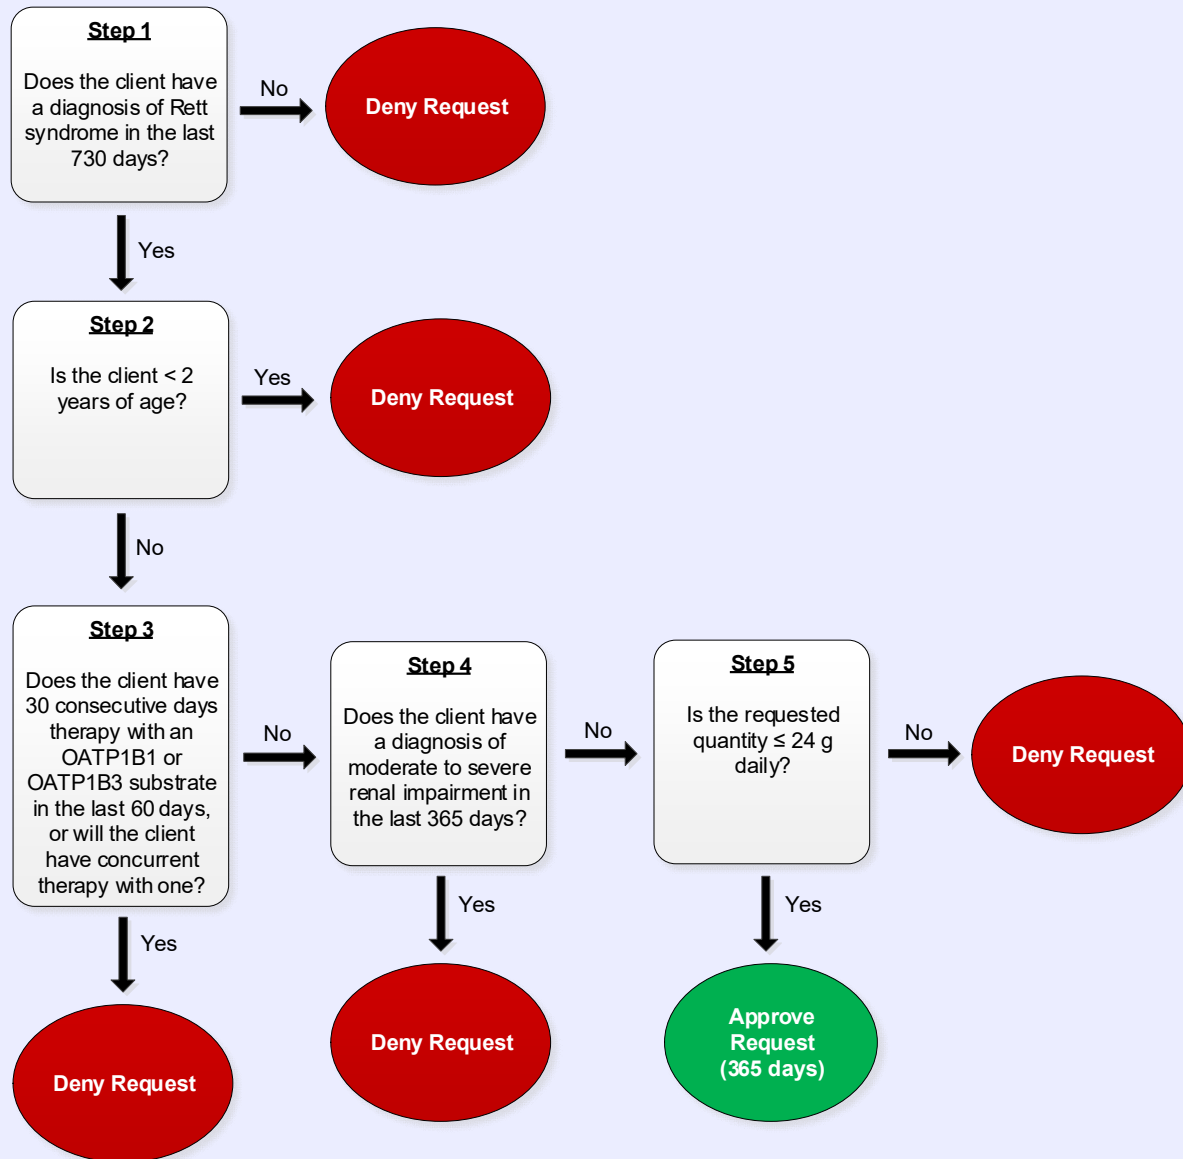 Step 1
Does the client have
a diagnosis of Rett
syndrome in the last
730 days?
No
Deny Request
Yes
Step 2
Is the client < 2
years of age?
Yes
Deny Request
No
Step 3
Does the client have
30 consecutive days
therapy with an
OATP1B1 or
OATP1B3 substrate
in the last 60 days,
or will the client
have concurrent
therapy with one?
No
Step 4
Does the client have
a diagnosis of
moderate to severe
renal impairment in
the last 365 days?
No
Step 5
Is the requested
quantity ≤ 24 g
daily?
No
Deny Request
Yes
Deny Request
Yes
Deny Request
Yes
Approve
Request
(365 days)